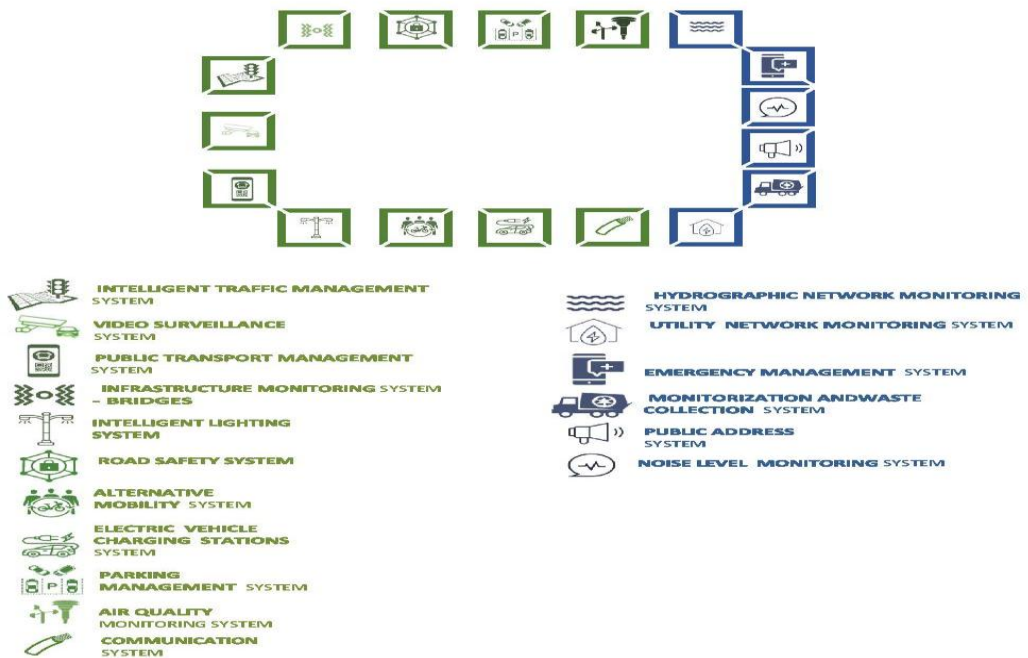 INTELLIGENT TRAFFIC MANAGEMENT
SYSTEM
VIDEO SURVEILLANCE
SYSTEM
PUBLIC TRANSPORT MANAGEMENT
SYSTEM
INFRASTRUCTURE MONITORING SYSTEM
– BRIDGES
INTELLIGENT LIGHTING
SYSTEM
ROAD SAFETY SYSTEM
ALTERNATIVE
MOBILITY SYSTEM
ELECTRIC VEHICLE
CHARGING STATIONS
SYSTEM
P
PARKING
MANAGEMENT SYSTEM
AIR QUALITY
MONITORING SYSTEM
COMMUNICATION
SYSTEM
HYDROGRAPHIC NETWORK MONITORING
SYSTEM
UTILITY NETWORK MONITORING SYSTEM
EMERGENCY MANAGEMENT SYSTEM
MONITORIZATION ANDWASTE
COLLECTION SYSTEM
PUBLIC ADDRESS
SYSTEM
NOISE LEVEL MONITORING SYSTEM